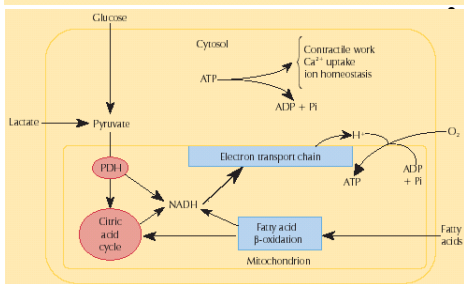 Glucose
Cytosol
Contractile work
Ca2+ uptake
ion homeostasis
ATP
ADP + Pi
Lactate
Pyruvate
H+
O2
PDH
Electron transport chain
ATP
ADP
+ Pi
NADH
Citric
acid
cycle
Fatty acid
β-oxidation
Fatty
acids
Mitochondrion